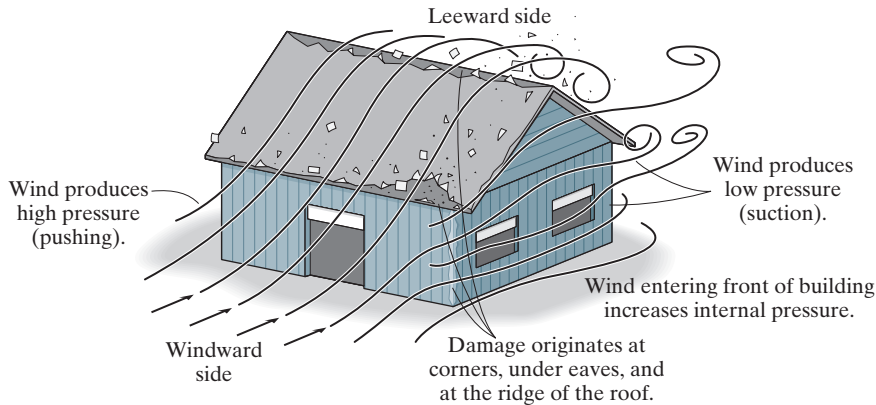 Leeward side
Wind produces
high pressure
(pushing).
Wind produces
low pressure
(suction).
Wind entering front of building
increases internal pressure.
Windward
side
Damage originates at
corners, under eaves, and
at the ridge of the roof.